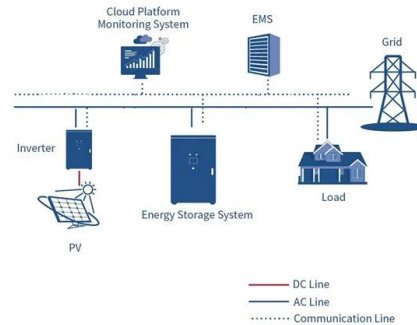 Cloud Platform
Monitoring System
EMS
Grid
Inverter
Energy Storage System
Load
PV
DC Line
AC Line
Communication Line